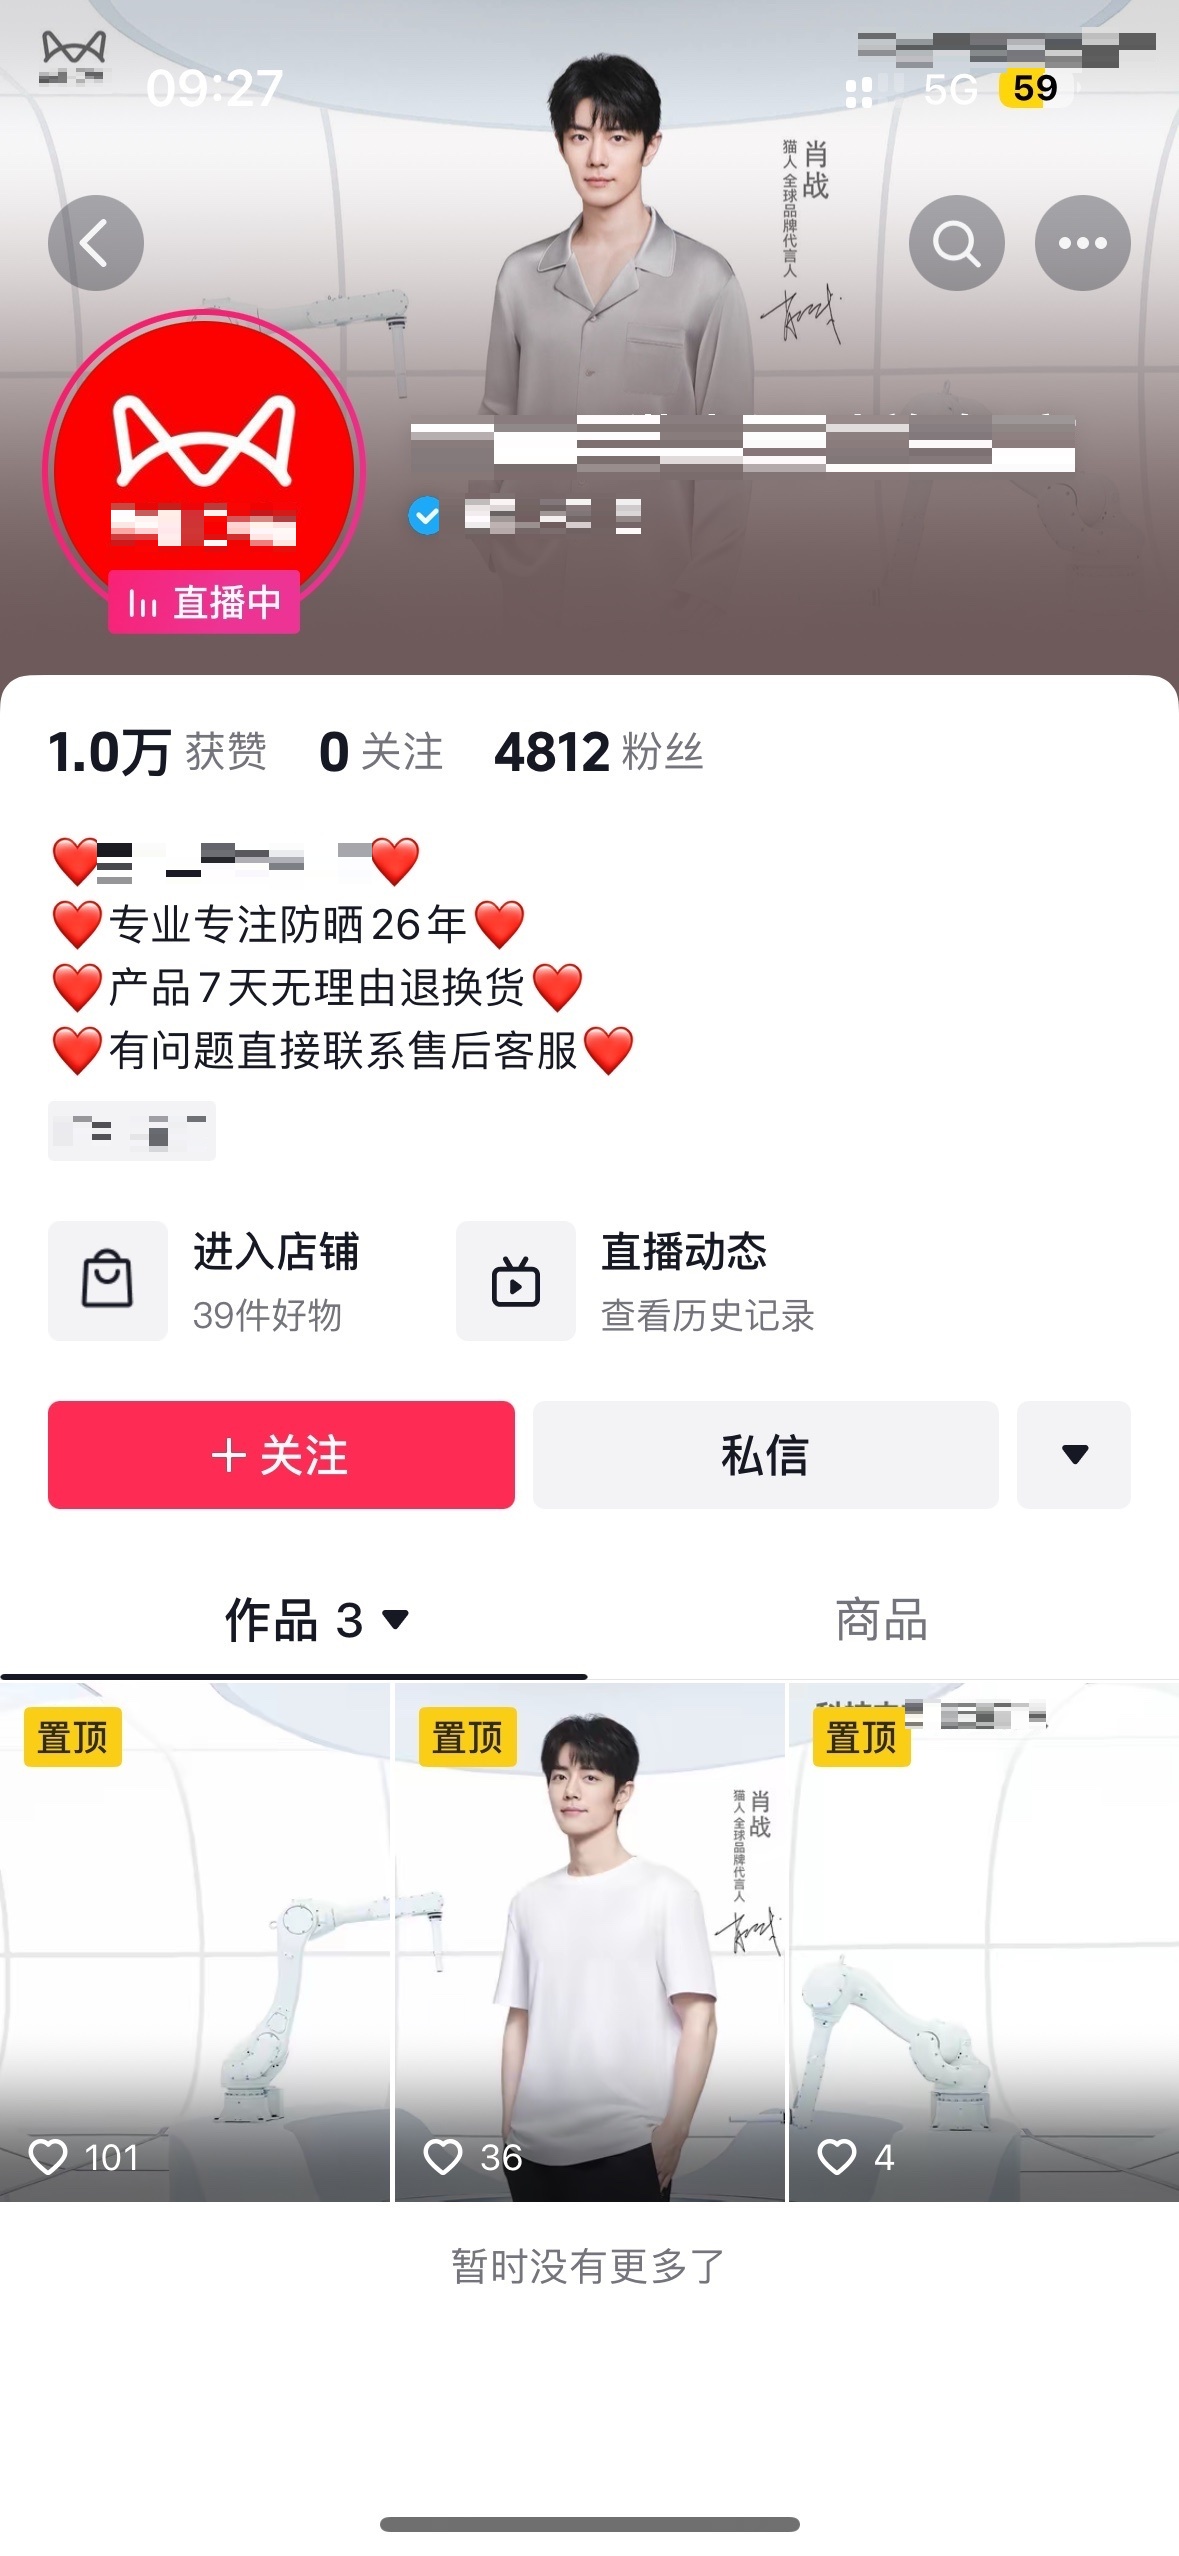 09:27
5G 59
肖战
猫人全球品牌代言人
直播中
1.0万 获赞 0 关注 4812 粉丝
❤️❤️
❤️专业专注防晒26年❤️
❤️产品7天无理由退换货❤️
❤️有问题直接联系售后客服❤️
进入店铺
39件好物
直播动态
查看历史记录
关注
私信
作品 3
商品
置顶
置顶
置顶
肖战
猫人全球品牌代言人
101
36
4
暂时没有更多了